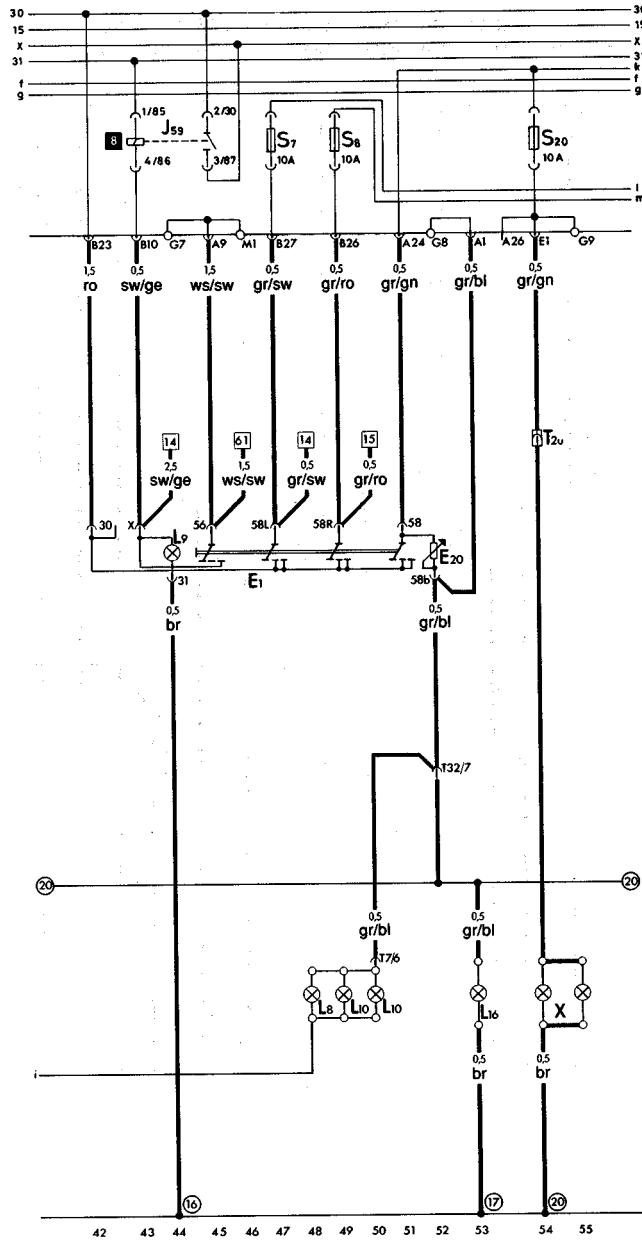 30 30
15 15
X X
31 31
k
f f
g g
1/85 J59 2/30
8 S7 S8 S20
4/86 3/87 10A 10A 10A
l
m
B23 B10 G7 A9 M1 B27 B26 A24 G8 A1 A26 E1 G9
1,5 0,5 1,5 0,5 0,5 0,5 0,5 0,5
ro sw/ge ws/sw gr/sw gr/ro gr/gn gr/bl gr/gn
14 61 14 15 T2u
2,5 1,5 0,5 0,5
sw/ge ws/sw gr/sw gr/ro
30 X 56 58L 58R 58
L9 E20
31 E1 58b
0,5 0,5
br gr/bl
T32/7
20 20
0,5 0,5
gr/bl gr/bl
T7/6
L8 L10 L10 L16 X
0,5 0,5
br br
i
16 17 20
42 43 44 45 46 47 48 49 50 51 52 53 54 55